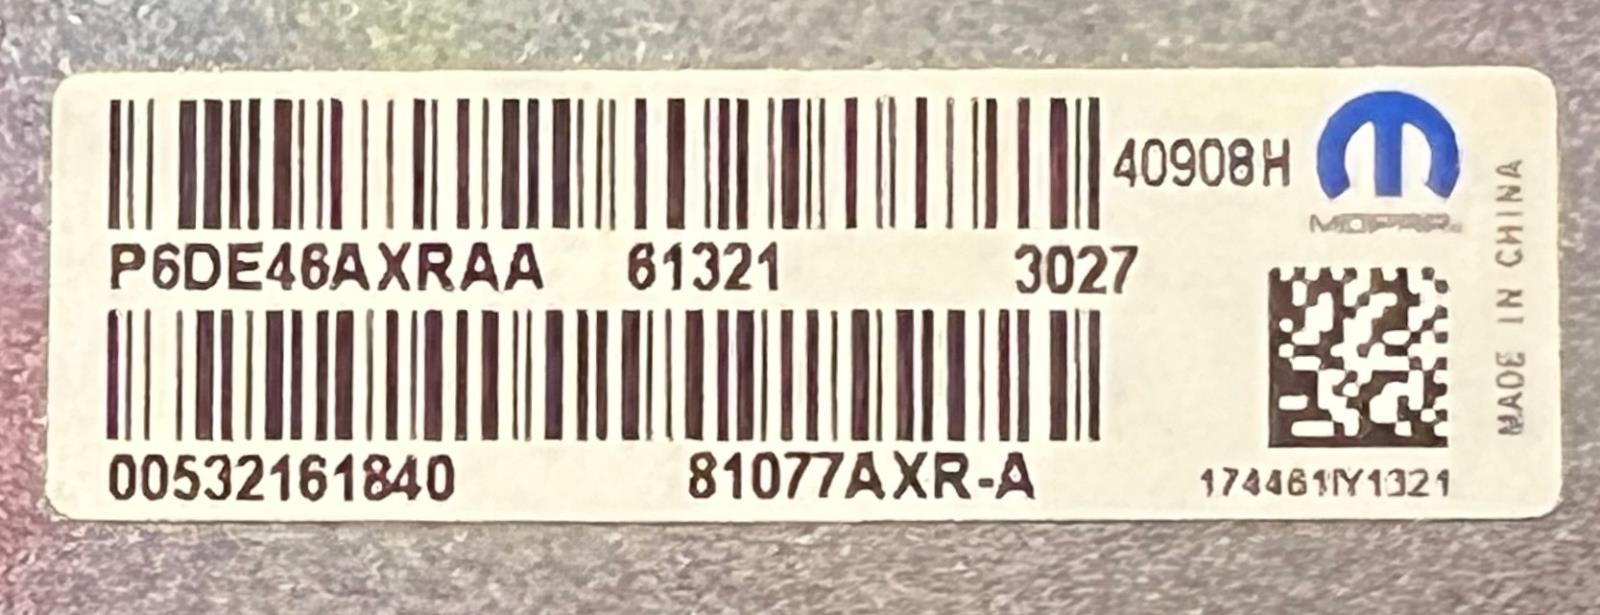 40908H
MOPAR
P6DE46AXRAA 61321 3027
00532161840 81077AXR-A
174461IY1321
MADE IN CHINA